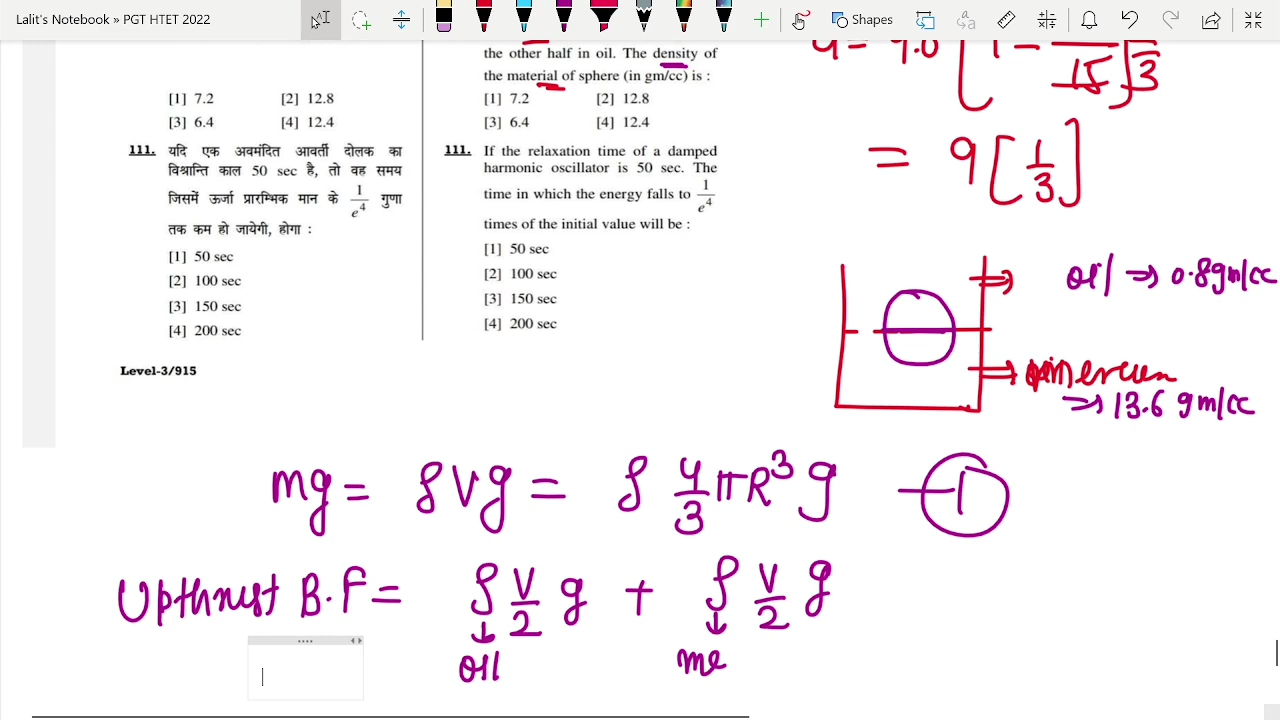 Lalit's Notebook » PGT HTET 2022
Shapes
[1] 7.2 [2] 12.8
[3] 6.4 [4] 12.4
111. यदि एक अवमंदित आवर्ती दोलक का
विश्रान्ति काल 50 sec है, तो वह समय
जिसमें ऊर्जा प्रारम्भिक मान के 1/e⁴ गुणा
तक कम हो जायेगी, होगा :
[1] 50 sec
[2] 100 sec
[3] 150 sec
[4] 200 sec
Level-3/915
the other half in oil. The density of
the material of sphere (in gm/cc) is :
[1] 7.2 [2] 12.8
[3] 6.4 [4] 12.4
111. If the relaxation time of a damped
harmonic oscillator is 50 sec. The
time in which the energy falls to 1/e⁴
times of the initial value will be :
[1] 50 sec
[2] 100 sec
[3] 150 sec
[4] 200 sec
15 3
= 9 [1/3]
oil ⇒ 0.8gm/cc
⇒ 13.6 gm/cc
mg = ρVg = ρ 4/3 πR³ g — 1
Upthrust B.F = ρ V/2 g + ρ V/2 g
oil me